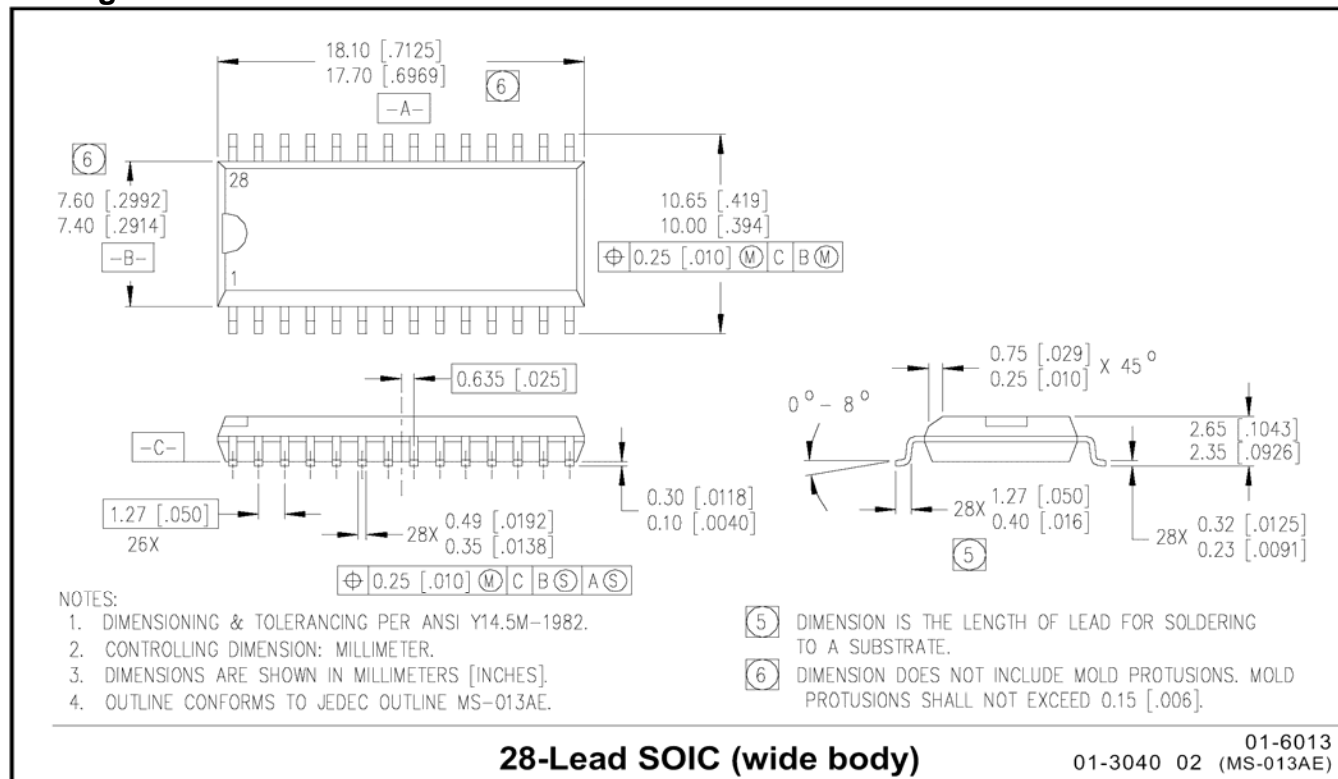 18.10 [.7125]
17.70 [.6969]
-A-
6
6
7.60 [.2992]
7.40 [.2914]
-B-
28
1
10.65 [.419]
10.00 [.394]
⌖ 0.25 [.010] Ⓜ C B Ⓜ
0.635 [.025]
-C-
1.27 [.050]
26X
28X 0.49 [.0192]
0.35 [.0138]
⌖ 0.25 [.010] Ⓜ C B Ⓢ A Ⓢ
0.30 [.0118]
0.10 [.0040]
0.75 [.029]
0.25 [.010] X 45°
0° - 8°
2.65 [.1043]
2.35 [.0926]
28X 1.27 [.050]
0.40 [.016]
5
28X 0.32 [.0125]
0.23 [.0091]
NOTES:
1. DIMENSIONING & TOLERANCING PER ANSI Y14.5M-1982.
2. CONTROLLING DIMENSION: MILLIMETER.
3. DIMENSIONS ARE SHOWN IN MILLIMETERS [INCHES].
4. OUTLINE CONFORMS TO JEDEC OUTLINE MS-013AE.
5 DIMENSION IS THE LENGTH OF LEAD FOR SOLDERING
TO A SUBSTRATE.
6 DIMENSION DOES NOT INCLUDE MOLD PROTUSIONS. MOLD
PROTUSIONS SHALL NOT EXCEED 0.15 [.006].
28-Lead SOIC (wide body)
01-6013
01-3040 02 (MS-013AE)